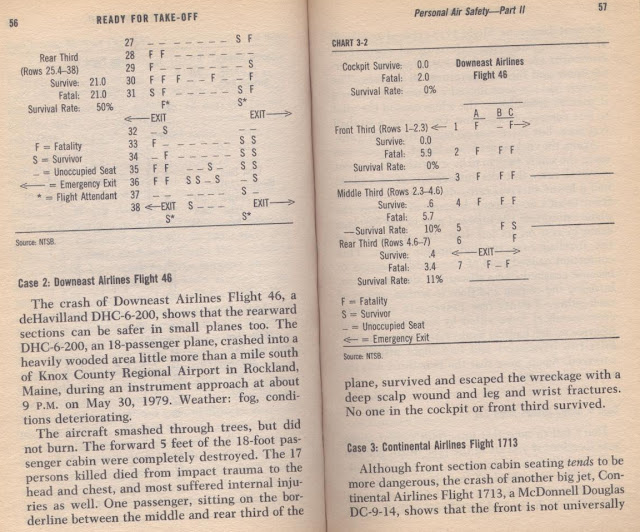 56 READY FOR TAKE-OFF
27 _ _ _ _ _ _ _ S F
Rear Third 28 F F _ _ _ _ _ _ _
(Rows 25.4–38) 29 F _ _ _ _ _ _ _ S
Survive: 21.0 30 F F F _ _ F _ _ F
Fatal: 21.0 31 S F _ _ _ _ _ S F
Survival Rate: 50% F* S*
<—EXIT EXIT—>
32 _ S _ _
F = Fatality 33 F _ _ _ _ _ _ S S
S = Survivor 34 _ F _ _ _ _ _ S S
_ = Unoccupied Seat 35 F F _ _ S _ S S
<— = Emergency Exit 36 F F S S _ S _ S S
* = Flight Attendant 37 _ _ _ _ _ _ S _
38 <—EXIT S _ _ _ EXIT—>
S* S*
Source: NTSB.
Case 2: Downeast Airlines Flight 46
The crash of Downeast Airlines Flight 46, a
deHavilland DHC-6-200, shows that the rearward
sections can be safer in small planes too. The
DHC-6-200, an 18-passenger plane, crashed into a
heavily wooded area little more than a mile south
of Knox County Regional Airport in Rockland,
Maine, during an instrument approach at about
9 P.M. on May 30, 1979. Weather: fog, condi-
tions deteriorating.
The aircraft smashed through trees, but did
not burn. The forward 5 feet of the 18-foot pas-
senger cabin were completely destroyed. The 17
persons killed died from impact trauma to the
head and chest, and most suffered internal inju-
ries as well. One passenger, sitting on the bor-
derline between the middle and rear third of the
Personal Air Safety—Part II 57
CHART 3-2
Cockpit Survive: 0.0 Downeast Airlines
Fatal: 2.0 Flight 46
Survival Rate: 0%
A B C
Front Third (Rows 1–2.3) <— 1 F _ F—>
Survive: 0.0
Fatal: 5.9 2 F F F
Survival Rate: 0%
3 F F F
Middle Third (Rows 2.3–4.6)
Survive: .6 4 F F F
Fatal: 5.7
Survival Rate: 10% 5 F S
Rear Third (Rows 4.6–7) 6 F
Survive: .4 <—EXIT—>
Fatal: 3.4 7 F _ F
Survival Rate: 11%
F = Fatality
S = Survivor
_ = Unoccupied Seat
<— = Emergency Exit
Source: NTSB.
plane, survived and escaped the wreckage with a
deep scalp wound and leg and wrist fractures.
No one in the cockpit or front third survived.
Case 3: Continental Airlines Flight 1713
Although front section cabin seating tends to be
more dangerous, the crash of another big jet, Con-
tinental Airlines Flight 1713, a McDonnell Douglas
DC-9-14, shows that the front is not universally